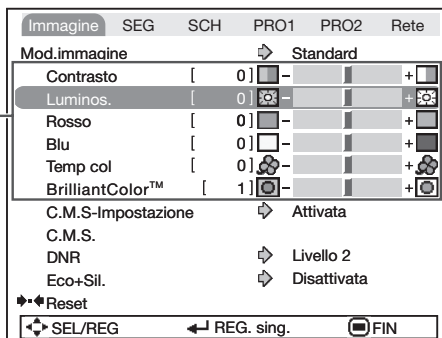 Immagine SEG SCH PRO1 PRO2 Rete
Mod.immagine Standard
Contrasto [ 0 ] - +
Luminos. [ 0 ] - +
Rosso [ 0 ] - +
Blu [ 0 ] - +
Temp col [ 0 ] - +
BrilliantColor™ [ 1 ] - +
C.M.S-Impostazione Attivata
C.M.S.
DNR Livello 2
Eco+Sil. Disattivata
Reset
SEL/REG REG. sing. FIN